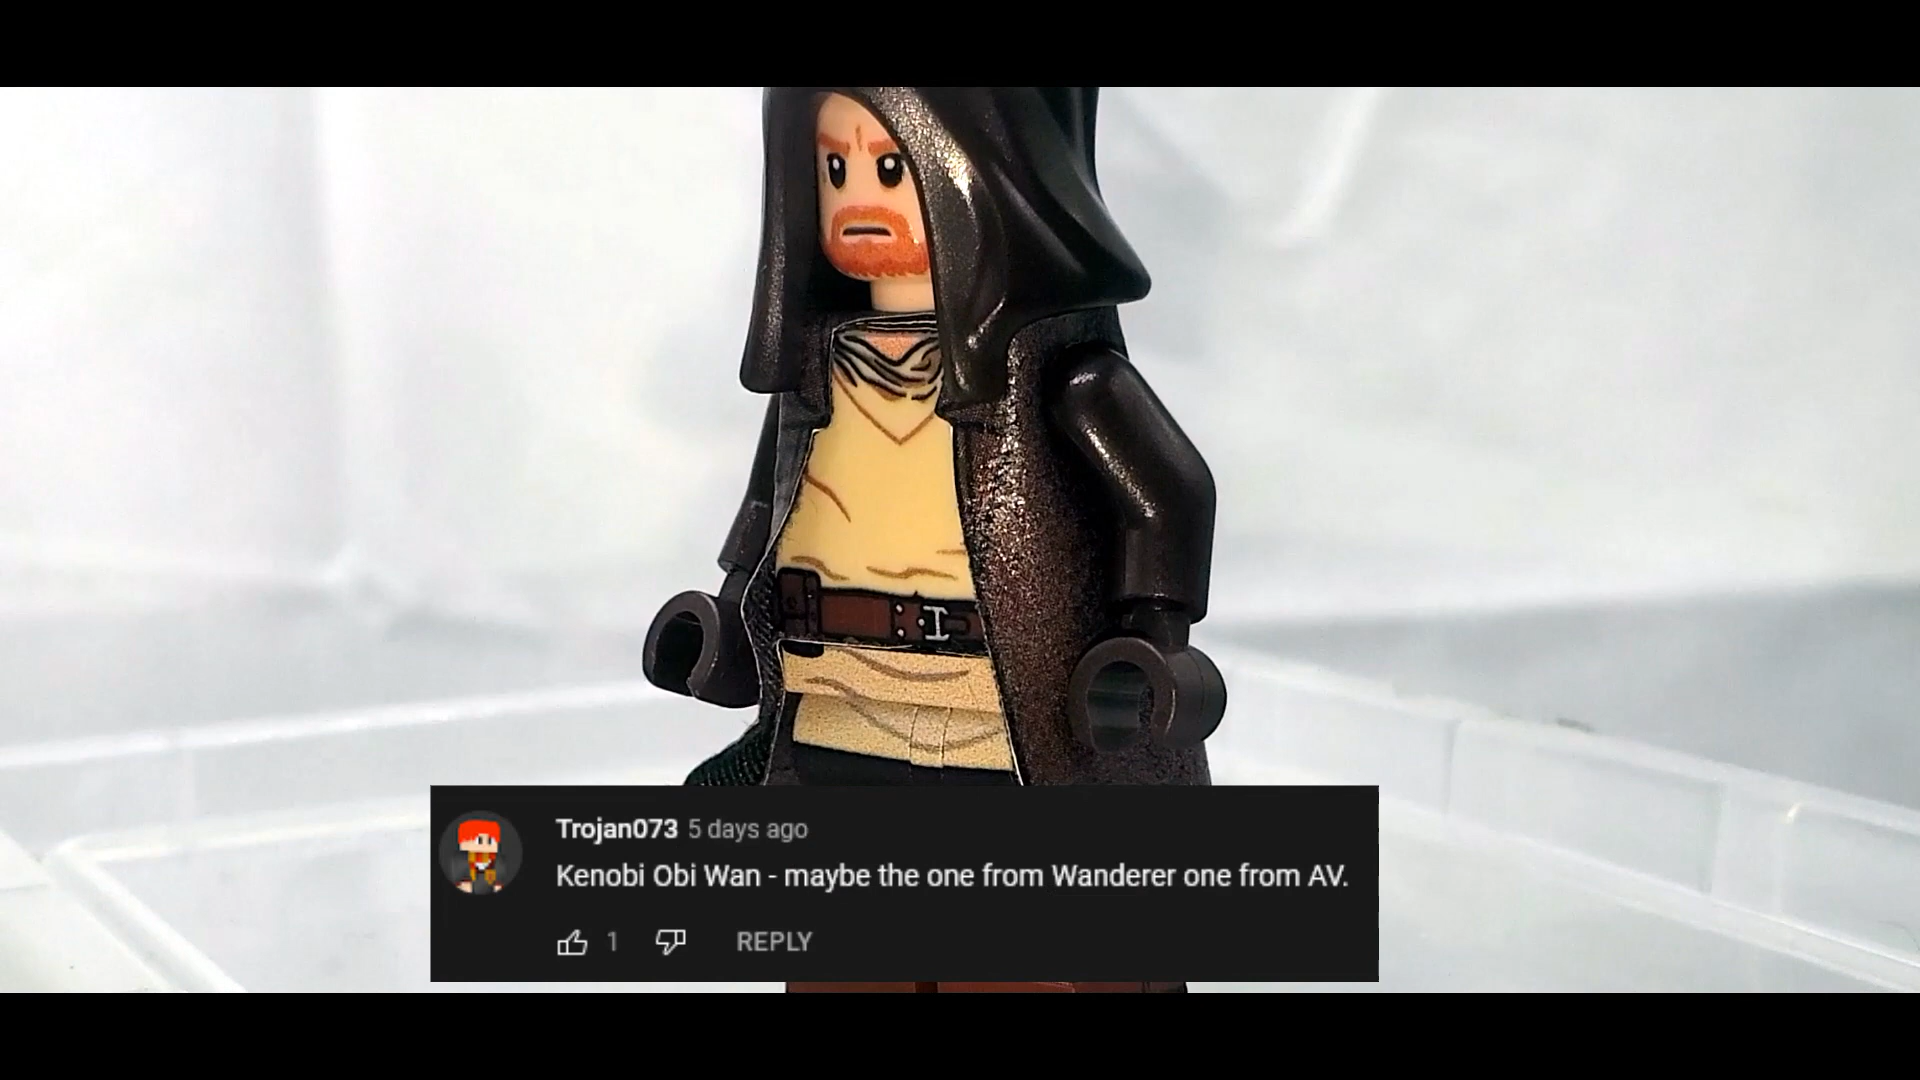 Trojan073 5 days ago
Kenobi Obi Wan - maybe the one from Wanderer one from AV.
1
REPLY